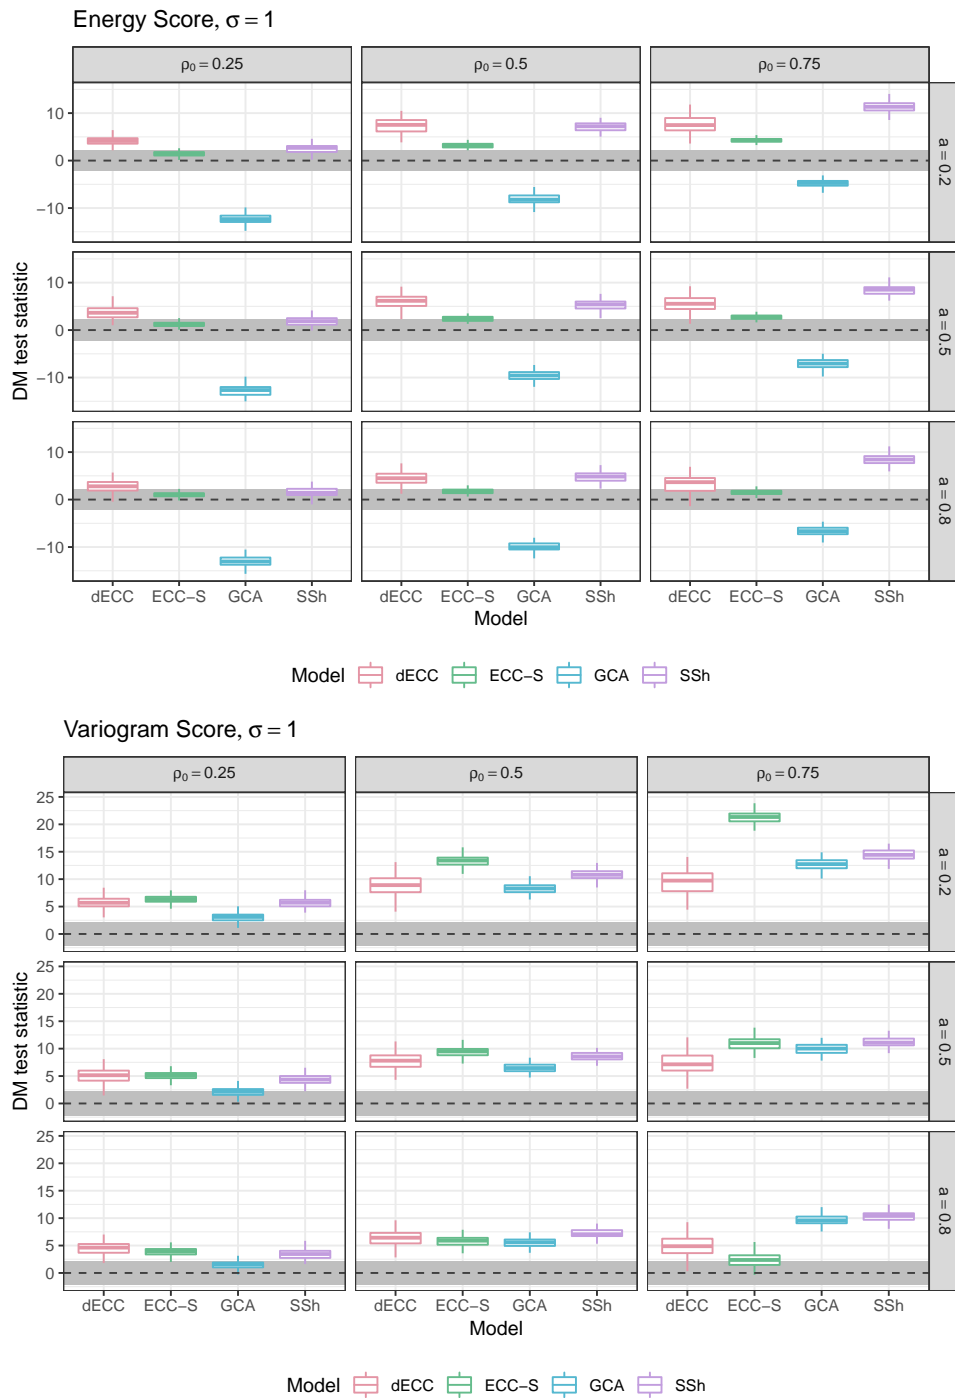 Energy Score, σ = 1
ρ0 = 0.25 ρ0 = 0.5 ρ0 = 0.75
10
0
−10
a = 0.2
10
0
−10
a = 0.5
10
0
−10
a = 0.8
DM test statistic
dECC ECC−S GCA SSh dECC ECC−S GCA SSh dECC ECC−S GCA SSh
Model
Model dECC ECC−S GCA SSh
Variogram Score, σ = 1
ρ0 = 0.25 ρ0 = 0.5 ρ0 = 0.75
25
20
15
10
5
0
a = 0.2
25
20
15
10
5
0
a = 0.5
25
20
15
10
5
0
a = 0.8
DM test statistic
dECC ECC−S GCA SSh dECC ECC−S GCA SSh dECC ECC−S GCA SSh
Model
Model dECC ECC−S GCA SSh